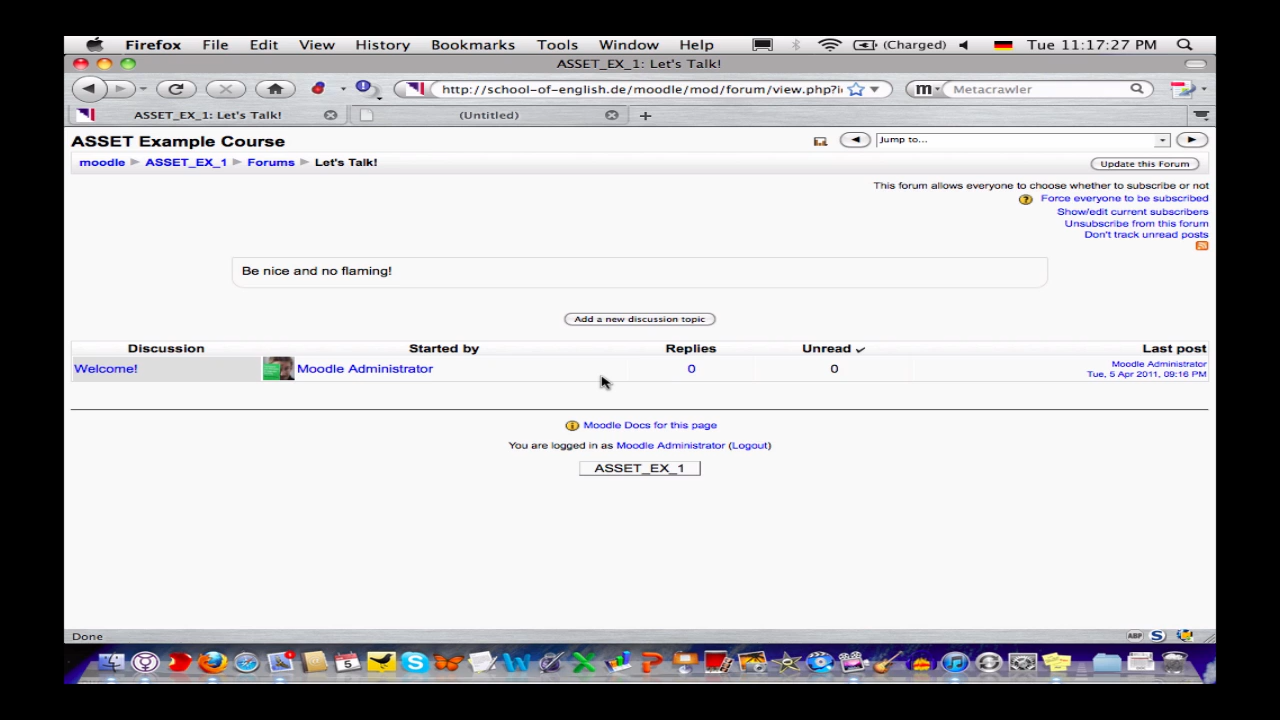 Firefox File Edit View History Bookmarks Tools Window Help (Charged) Tue 11:17:27 PM
ASSET_EX_1: Let's Talk!
http://school-of-english.de/moodle/mod/forum/view.php?i m Metacrawler
ASSET_EX_1: Let's Talk! (Untitled)
ASSET Example Course Jump to...
moodle ► ASSET_EX_1 ► Forums ► Let's Talk! Update this Forum
This forum allows everyone to choose whether to subscribe or not
Force everyone to be subscribed
Show/edit current subscribers
Unsubscribe from this forum
Don't track unread posts
Be nice and no flaming!
Add a new discussion topic
Discussion Started by Replies Unread ✓ Last post
Welcome! Moodle Administrator 0 0 Moodle Administrator
Tue, 5 Apr 2011, 09:16 PM
Moodle Docs for this page
You are logged in as Moodle Administrator (Logout)
ASSET_EX_1
Done ABP S
5